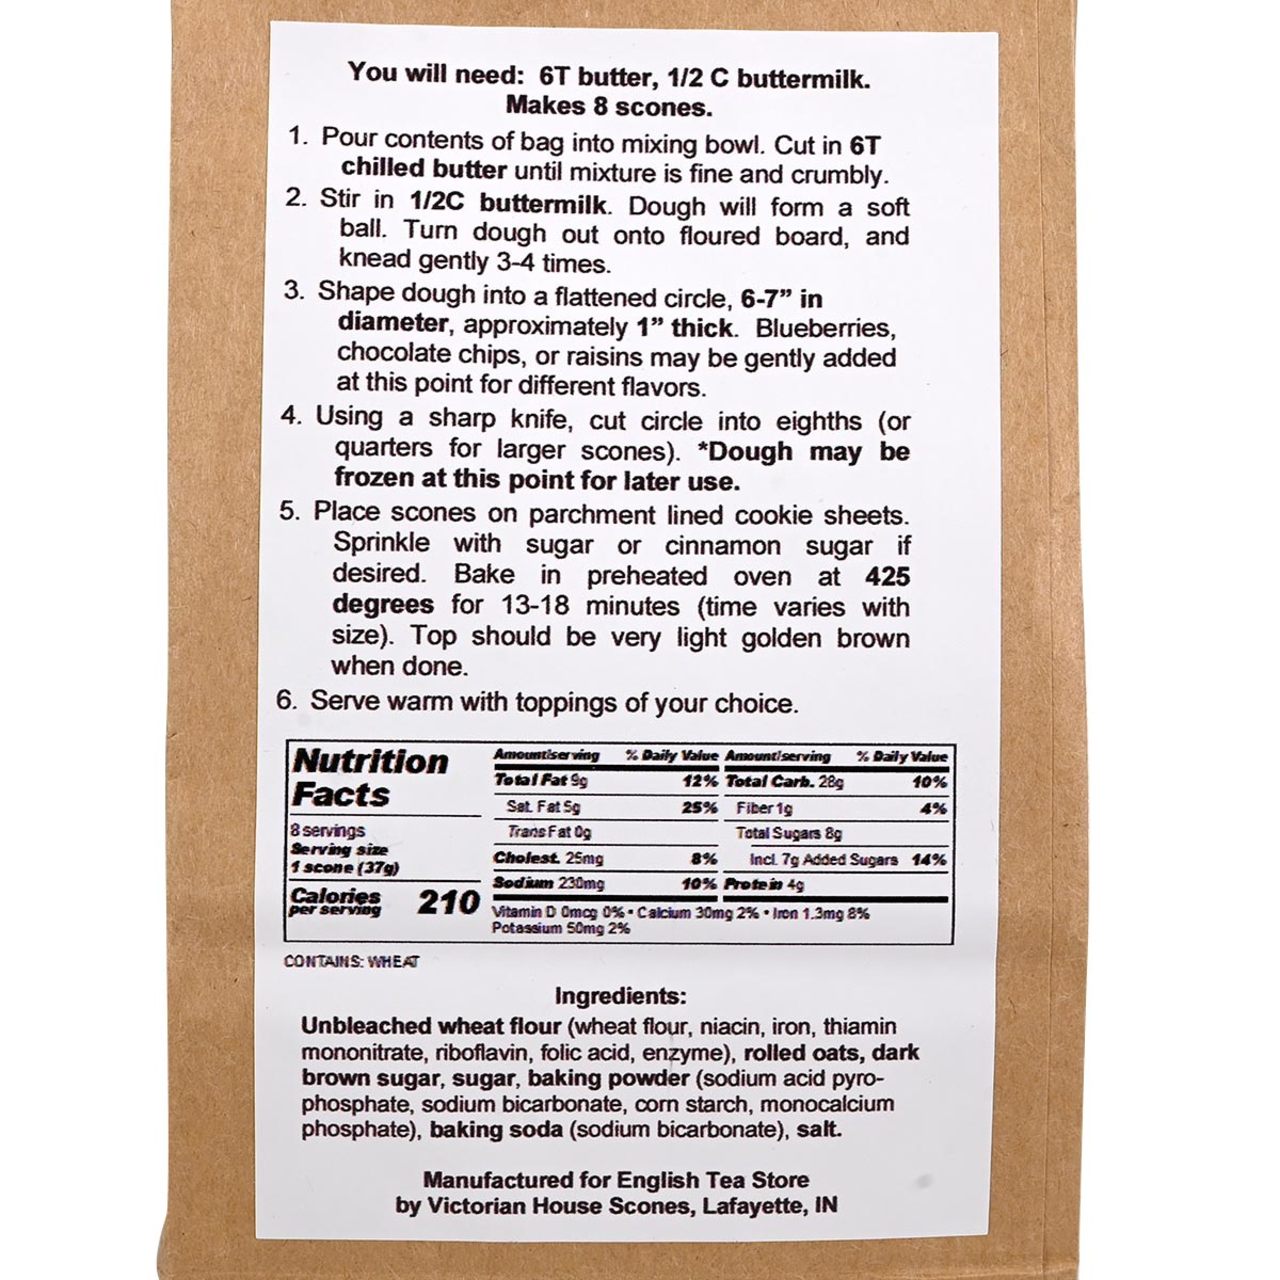 You will need: 6T butter, 1/2 C buttermilk.
Makes 8 scones.
1. Pour contents of bag into mixing bowl. Cut in 6T
chilled butter until mixture is fine and crumbly.
2. Stir in 1/2C buttermilk. Dough will form a soft
ball. Turn dough out onto floured board, and
knead gently 3-4 times.
3. Shape dough into a flattened circle, 6-7” in
diameter, approximately 1” thick. Blueberries,
chocolate chips, or raisins may be gently added
at this point for different flavors.
4. Using a sharp knife, cut circle into eighths (or
quarters for larger scones). *Dough may be
frozen at this point for later use.
5. Place scones on parchment lined cookie sheets.
Sprinkle with sugar or cinnamon sugar if
desired. Bake in preheated oven at 425
degrees for 13-18 minutes (time varies with
size). Top should be very light golden brown
when done.
6. Serve warm with toppings of your choice.
Nutrition
Facts
8 servings
Serving size
1 scone (37g)
Calories
per serving 210
Amount/serving % Daily Value
Total Fat 9g 12%
Sat. Fat 5g 25%
Trans Fat 0g
Cholest. 25mg 8%
Sodium 230mg 10%
Amount/serving % Daily Value
Total Carb. 28g 10%
Fiber 1g 4%
Total Sugars 8g
Incl. 7g Added Sugars 14%
Protein 4g
Vitamin D 0mcg 0% • Calcium 30mg 2% • Iron 1.3mg 8%
Potassium 50mg 2%
CONTAINS: WHEAT
Ingredients:
Unbleached wheat flour (wheat flour, niacin, iron, thiamin
mononitrate, riboflavin, folic acid, enzyme), rolled oats, dark
brown sugar, sugar, baking powder (sodium acid pyro-
phosphate, sodium bicarbonate, corn starch, monocalcium
phosphate), baking soda (sodium bicarbonate), salt.
Manufactured for English Tea Store
by Victorian House Scones, Lafayette, IN